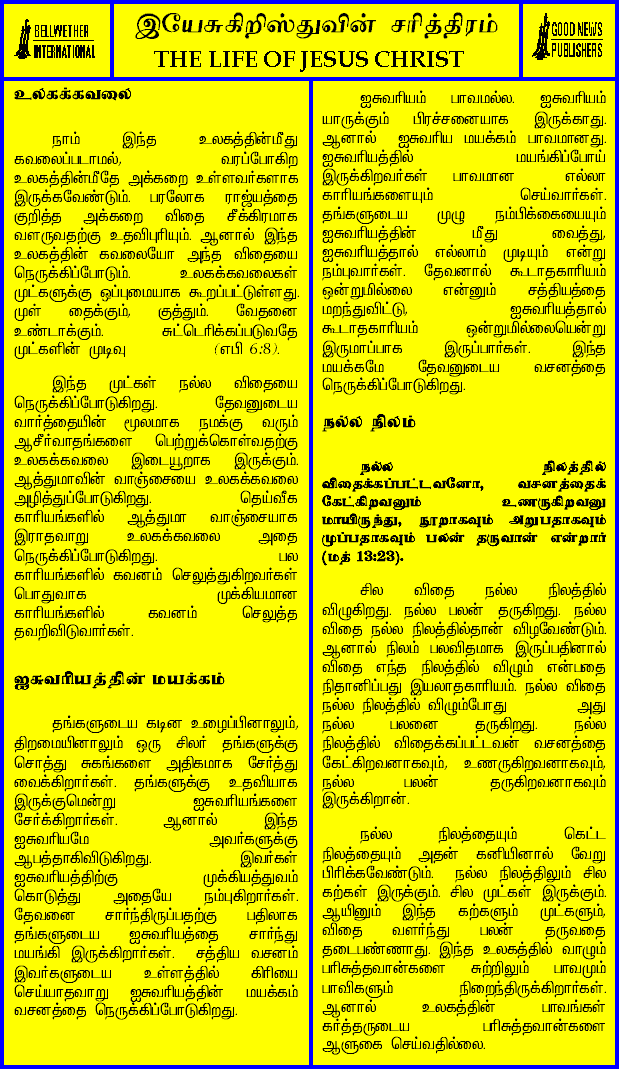 BELLWETHER
INTERNATIONAL
இயேசுகிறிஸ்துவின் சரித்திரம்
THE LIFE OF JESUS CHRIST
GOOD NEWS
PUBLISHERS
உலகக்கவலை
நாம் இந்த உலகத்தின்மீது
கவலைப்படாமல், வரப்போகிற
உலகத்தின்மீதே அக்கறை உள்ளவர்களாக
இருக்கவேண்டும். பரலோக ராஜ்யத்தை
குறித்த அக்கறை விதை சீக்கிரமாக
வளருவதற்கு உதவிபுரியும். ஆனால் இந்த
உலகத்தின் கவலையோ அந்த விதையை
நெருக்கிப்போடும். உலகக்கவலைகள்
முட்களுக்கு ஒப்புமையாக கூறப்பட்டுள்ளது.
முள் தைக்கும், குத்தும். வேதனை
உண்டாக்கும். சுட்டெரிக்கப்படுவதே
முட்களின் முடிவு (எபி 6:8).
இந்த முட்கள் நல்ல விதையை
நெருக்கிப்போடுகிறது. தேவனுடைய
வார்த்தையின் மூலமாக நமக்கு வரும்
ஆசீர்வாதங்களை பெற்றுக்கொள்வதற்கு
உலகக்கவலை இடையூறாக இருக்கும்.
ஆத்துமாவின் வாஞ்சையை உலகக்கவலை
அழித்துப்போடுகிறது. தெய்வீக
காரியங்களில் ஆத்துமா வாஞ்சையாக
இராதவாறு உலகக்கவலை அதை
நெருக்கிப்போடுகிறது. பல
காரியங்களில் கவனம் செலுத்துகிறவர்கள்
பொதுவாக முக்கியமான
காரியங்களில் கவனம் செலுத்த
தவறிவிடுவார்கள்.
ஐசுவரியத்தின் மயக்கம்
தங்களுடைய கடின உழைப்பினாலும்,
திறமையினாலும் ஒரு சிலர் தங்களுக்கு
சொத்து சுகங்களை அதிகமாக சேர்த்து
வைக்கிறார்கள். தங்களுக்கு உதவியாக
இருக்குமென்று ஐசுவரியங்களை
சேர்க்கிறார்கள். ஆனால் இந்த
ஐசுவரியமே அவர்களுக்கு
ஆபத்தாகிவிடுகிறது. இவர்கள்
ஐசுவரியத்திற்கு முக்கியத்துவம்
கொடுத்து அதையே நம்புகிறார்கள்.
தேவனை சார்ந்திருப்பதற்கு பதிலாக
தங்களுடைய ஐசுவரியத்தை சார்ந்து
மயங்கி இருக்கிறார்கள். சத்திய வசனம்
இவர்களுடைய உள்ளத்தில் கிரியை
செய்யாதவாறு ஐசுவரியத்தின் மயக்கம்
வசனத்தை நெருக்கிப்போடுகிறது.
ஐசுவரியம் பாவமல்ல. ஐசுவரியம்
யாருக்கும் பிரச்சனையாக இருக்காது.
ஆனால் ஐசுவரிய மயக்கம் பாவமானது.
ஐசுவரியத்தில் மயங்கிப்போய்
இருக்கிறவர்கள் பாவமான எல்லா
காரியங்களையும் செய்வார்கள்.
தங்களுடைய முழு நம்பிக்கையையும்
ஐசுவரியத்தின் மீது வைத்து,
ஐசுவரியத்தால் எல்லாம் முடியும் என்று
நம்புவார்கள். தேவனால் கூடாதகாரியம்
ஒன்றுமில்லை என்னும் சத்தியத்தை
மறந்துவிட்டு, ஐசுவரியத்தால்
கூடாதகாரியம் ஒன்றுமில்லையென்று
இருமாப்பாக இருப்பார்கள். இந்த
மயக்கமே தேவனுடைய வசனத்தை
நெருக்கிப்போடுகிறது.
நல்ல நிலம்
நல்ல நிலத்தில்
விதைக்கப்பட்டவனோ, வசனத்தைக்
கேட்கிறவனும் உணருகிறவனு
மாயிருந்து, நூறாகவும் அறுபதாகவும்
முப்பதாகவும் பலன் தருவான் என்றார்
(மத் 13:23).
சில விதை நல்ல நிலத்தில்
விழுகிறது. நல்ல பலன் தருகிறது. நல்ல
விதை நல்ல நிலத்தில்தான் விழவேண்டும்.
ஆனால் நிலம் பலவிதமாக இருப்பதினால்
விதை எந்த நிலத்தில் விழும் என்பதை
நிதானிப்பது இயலாதகாரியம். நல்ல விதை
நல்ல நிலத்தில் விழும்போது அது
நல்ல பலனை தருகிறது. நல்ல
நிலத்தில் விதைக்கப்பட்டவன் வசனத்தை
கேட்கிறவனாகவும், உணருகிறவனாகவும்,
நல்ல பலன் தருகிறவனாகவும்
இருக்கிறான்.
நல்ல நிலத்தையும் கெட்ட
நிலத்தையும் அதன் கனியினால் வேறு
பிரிக்கவேண்டும். நல்ல நிலத்திலும் சில
கற்கள் இருக்கும். சில முட்கள் இருக்கும்.
ஆயினும் இந்த கற்களும் முட்களும்,
விதை வளர்ந்து பலன் தருவதை
தடைபண்ணாது. இந்த உலகத்தில் வாழும்
பரிசுத்தவான்களை சுற்றிலும் பாவமும்
பாவிகளும் நிறைந்திருக்கிறார்கள்.
ஆனால் உலகத்தின் பாவங்கள்
கர்த்தருடைய பரிசுத்தவான்களை
ஆளுகை செய்வதில்லை.